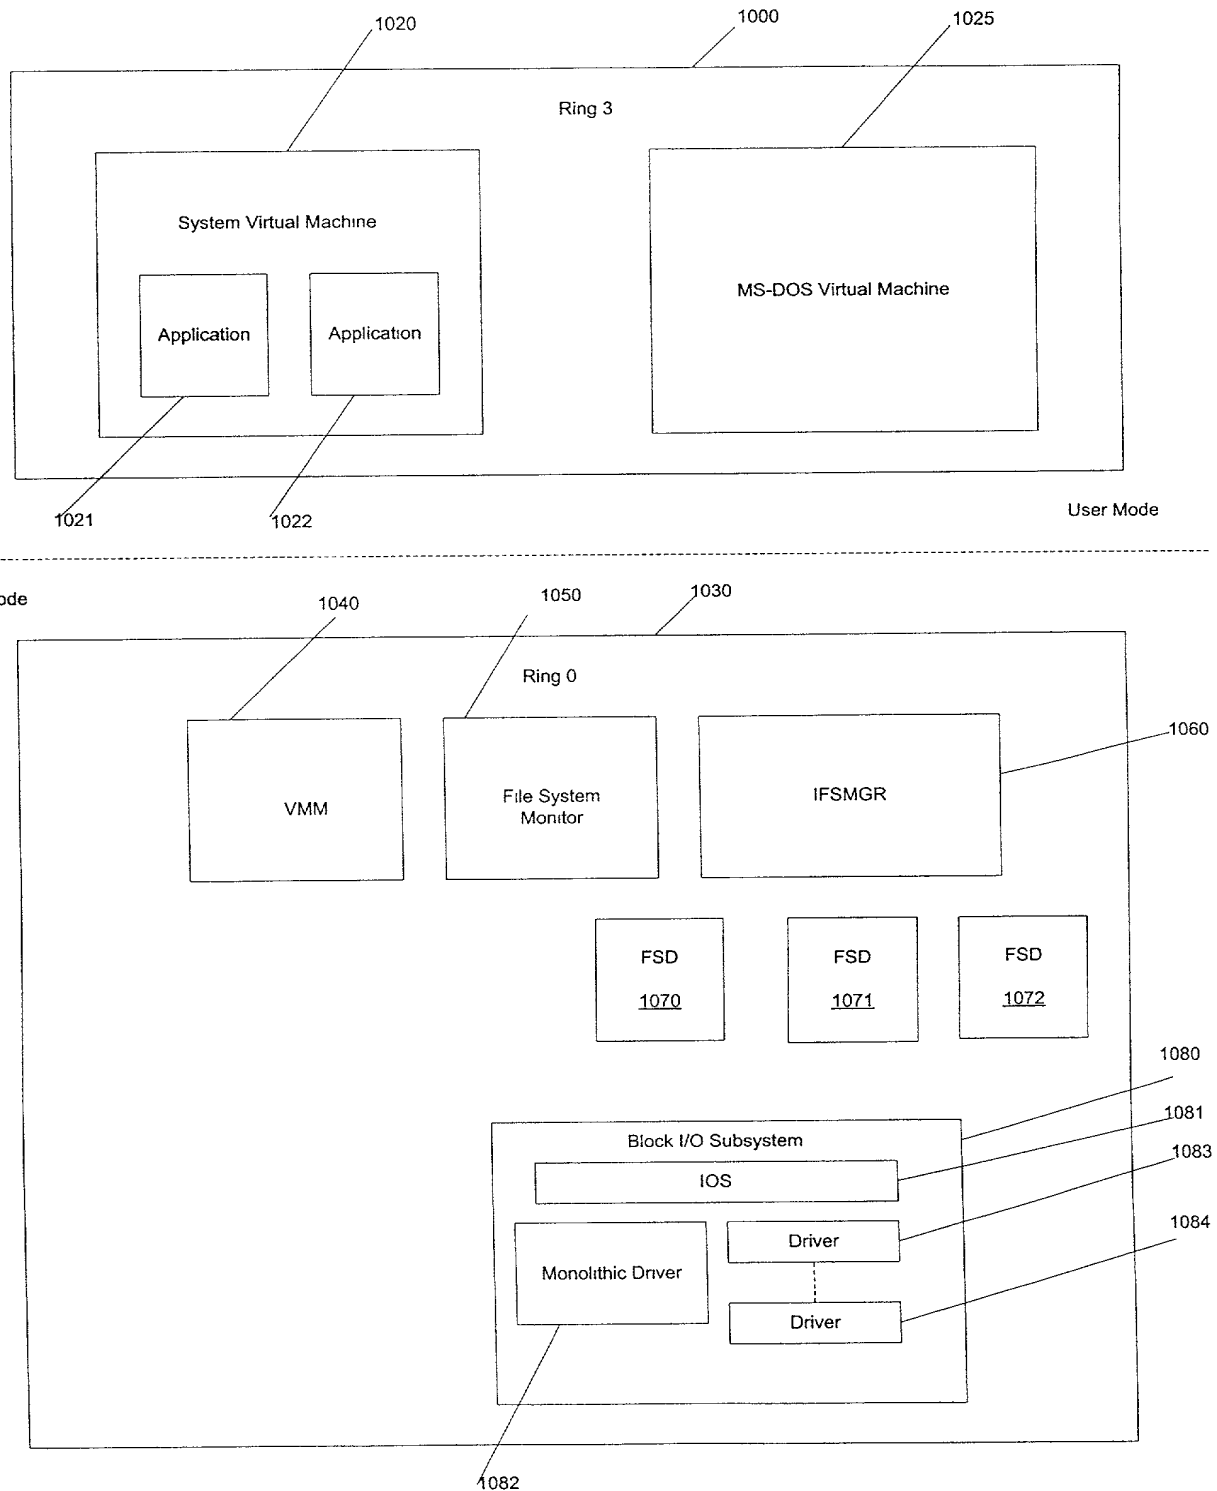 1020
1000
1025
Ring 3
System Virtual Machine
MS-DOS Virtual Machine
Application
Application
1021
1022
User Mode
ode
1040
1050
1030
Ring 0
1060
VMM
File System
Monitor
IFSMGR
FSD
1070
FSD
1071
FSD
1072
1080
1081
1083
1084
Block I/O Subsystem
IOS
Monolithic Driver
Driver
Driver
1082